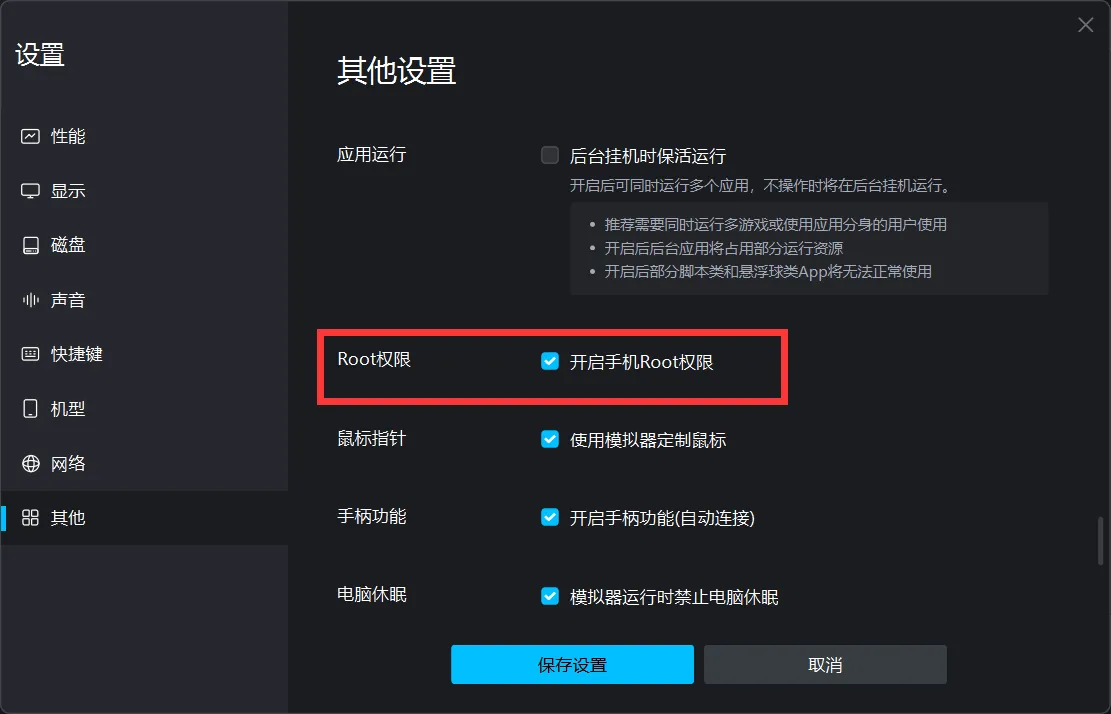 设置
性能
显示
磁盘
声音
快捷键
机型
网络
其他
其他设置
应用运行
后台挂机时保活运行
开启后可同时运行多个应用，不操作时将在后台挂机运行。
• 推荐需要同时运行多游戏或使用应用分身的用户使用
• 开启后后台应用将占用部分运行资源
• 开启后部分脚本类和悬浮球类App将无法正常使用
Root权限
开启手机Root权限
鼠标指针
使用模拟器定制鼠标
手柄功能
开启手柄功能(自动连接)
电脑休眠
模拟器运行时禁止电脑休眠
保存设置
取消